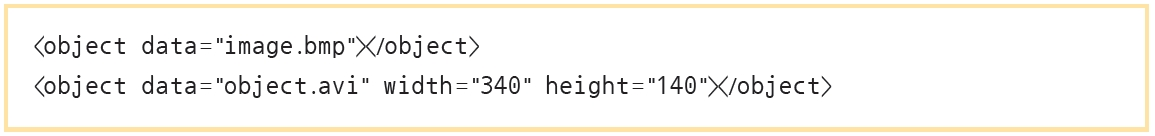 <object data="image.bmp"></object>
<object data="object.avi" width="340" height="140"></object>